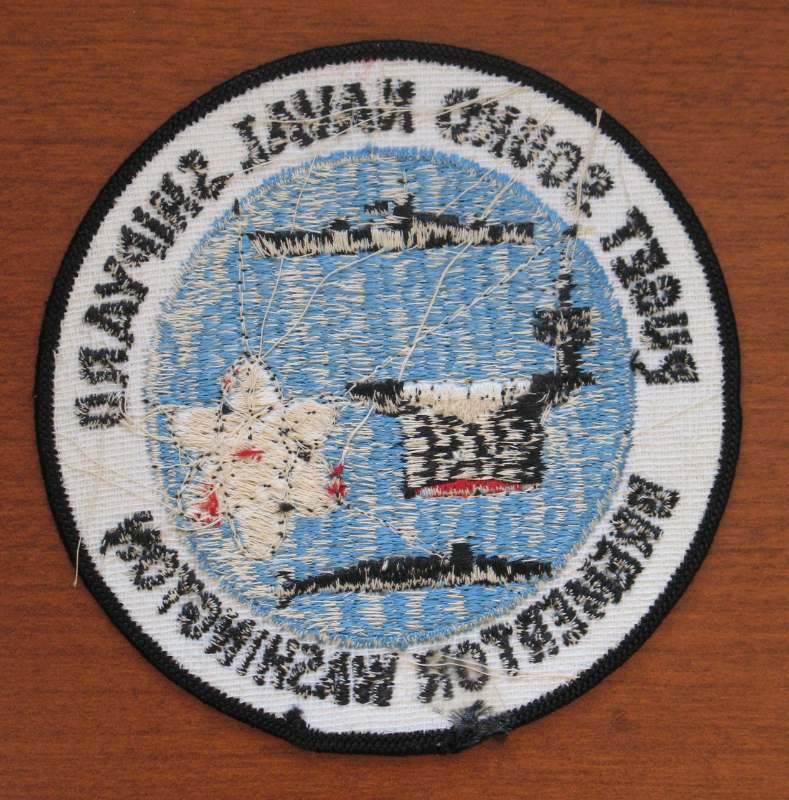 PUGET SOUND NAVAL SHIPYARD
BREMERTON WASHINGTON